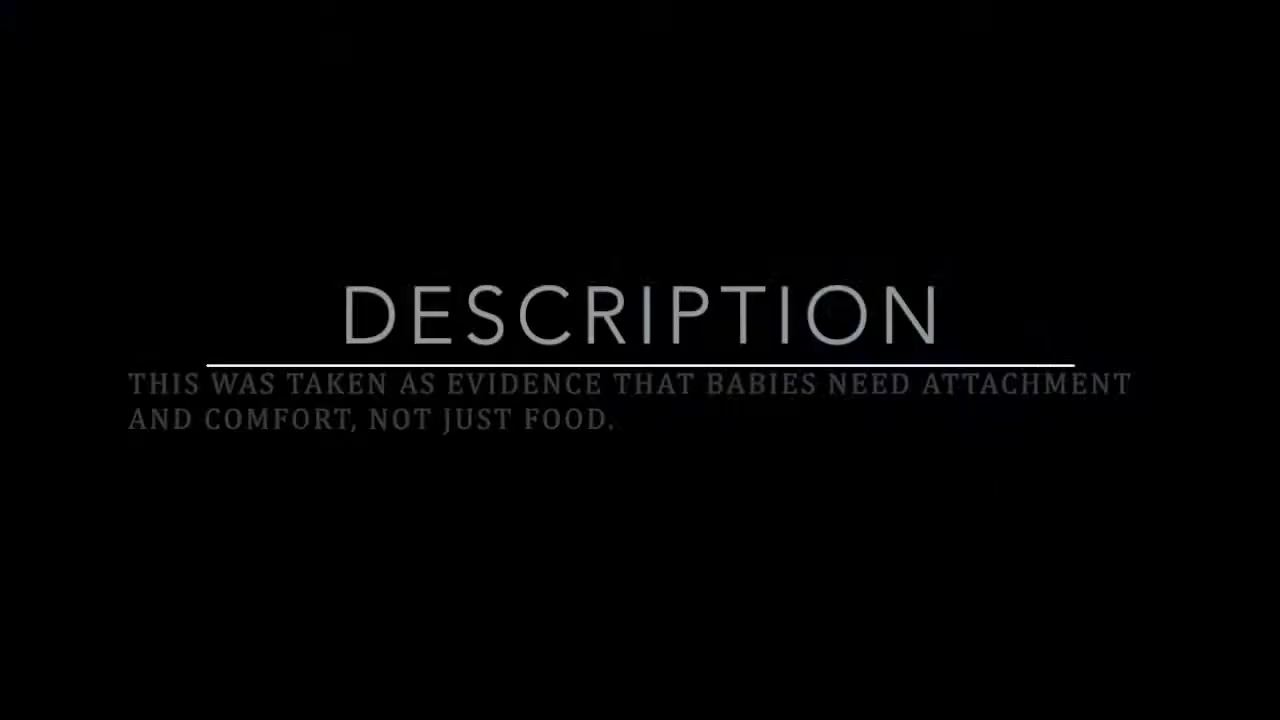 DESCRIPTION
THIS WAS TAKEN AS EVIDENCE THAT BABIES NEED ATTACHMENT
AND COMFORT, NOT JUST FOOD.